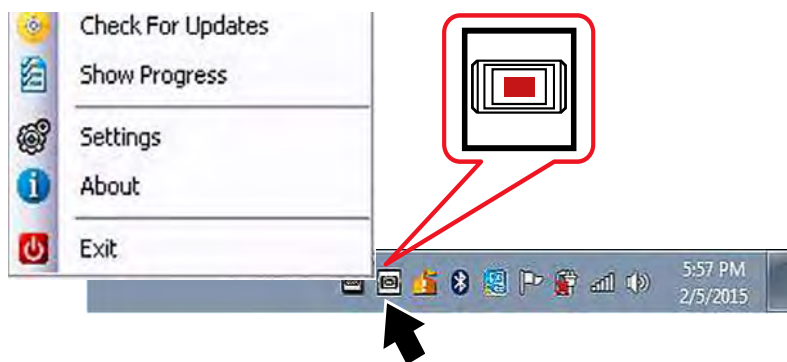 Check For Updates
Show Progress
Settings
About
Exit
5:57 PM
2/5/2015